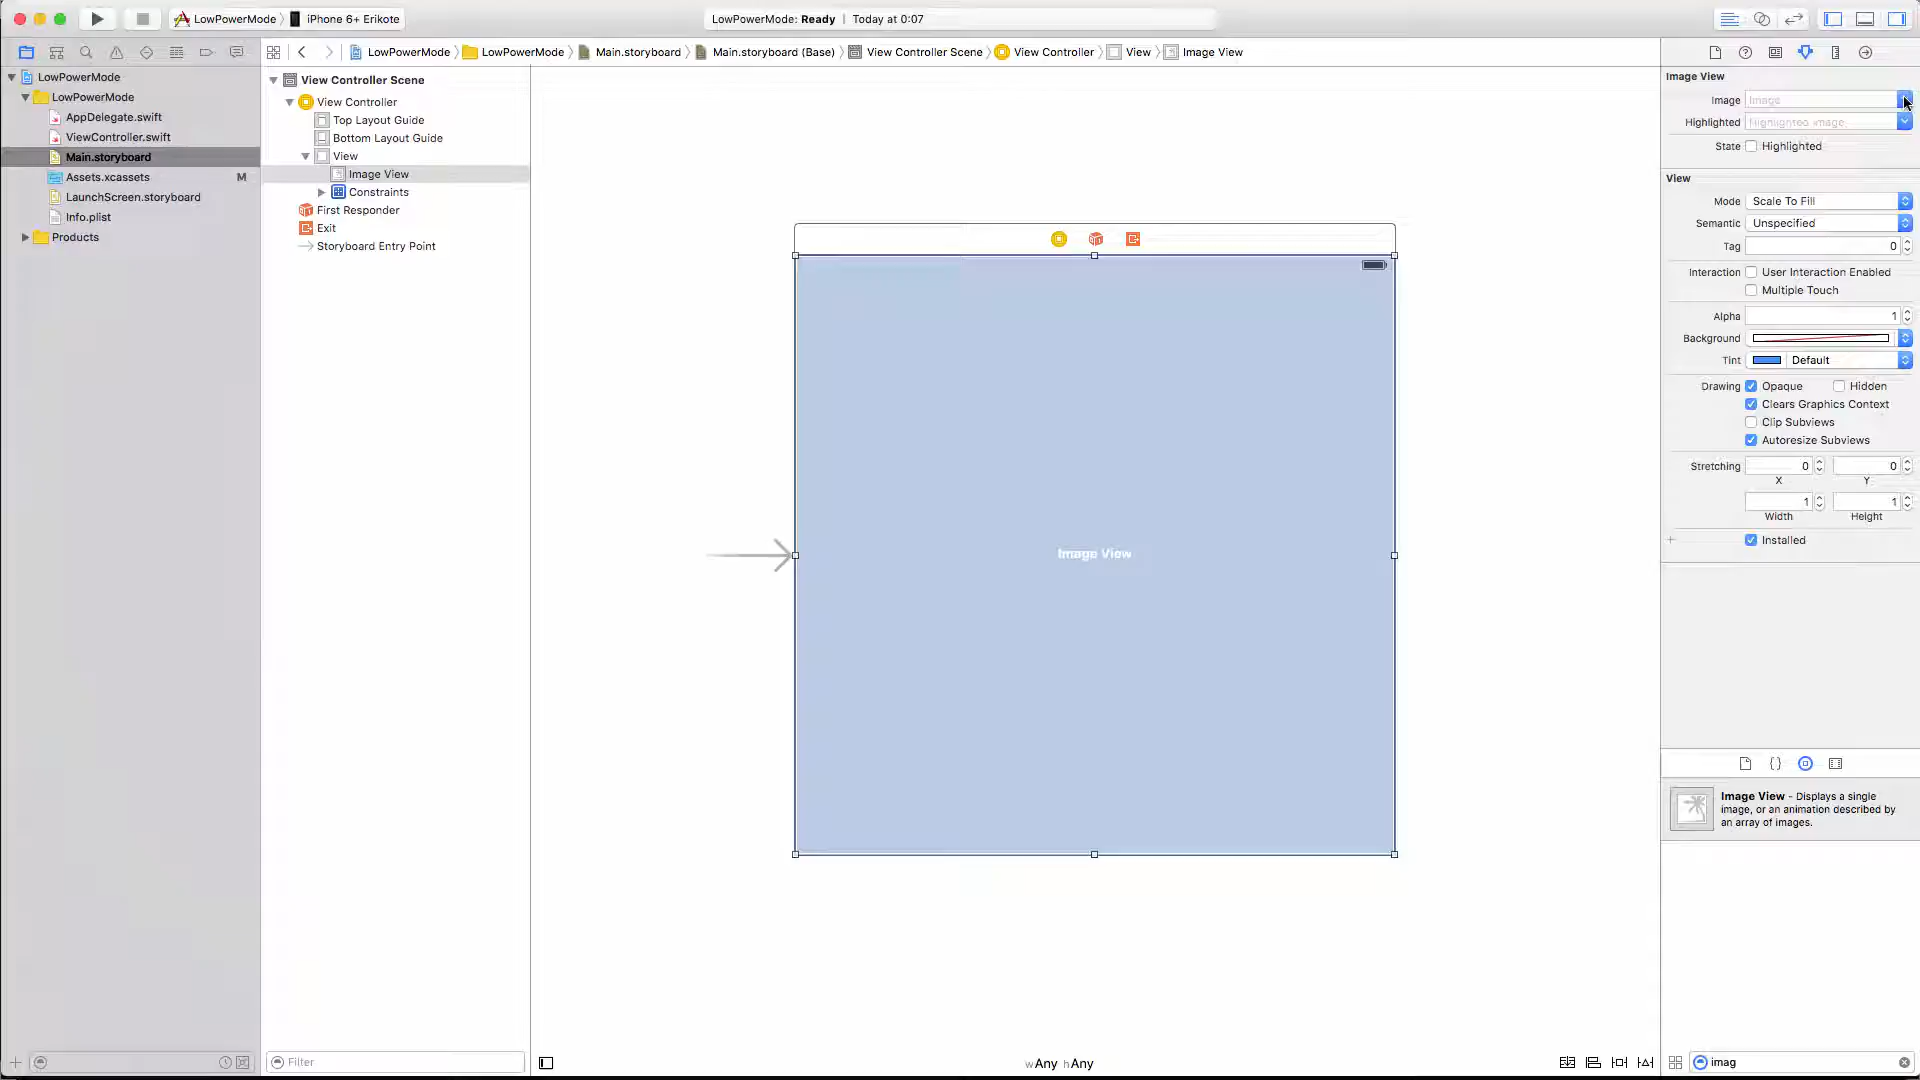 LowPowerMode iPhone 6+ Erikote
LowPowerMode: Ready Today at 0:07
LowPowerMode LowPowerMode Main.storyboard Main.storyboard (Base) View Controller Scene View Controller View Image View
LowPowerMode
LowPowerMode
AppDelegate.swift
ViewController.swift
Main.storyboard
Assets.xcassets M
LaunchScreen.storyboard
Info.plist
Products
View Controller Scene
View Controller
Top Layout Guide
Bottom Layout Guide
View
Image View
Constraints
First Responder
Exit
Storyboard Entry Point
Filter
Image View
wAny hAny
Image View
Image Image
Highlighted Highlighted Image
State Highlighted
View
Mode Scale To Fill
Semantic Unspecified
Tag 0
Interaction User Interaction Enabled
Multiple Touch
Alpha 1
Background
Tint Default
Drawing Opaque Hidden
Clears Graphics Context
Clip Subviews
Autoresize Subviews
Stretching 0 0
X Y
1 1
Width Height
Installed
Image View - Displays a single
image, or an animation described by
an array of images.
imag